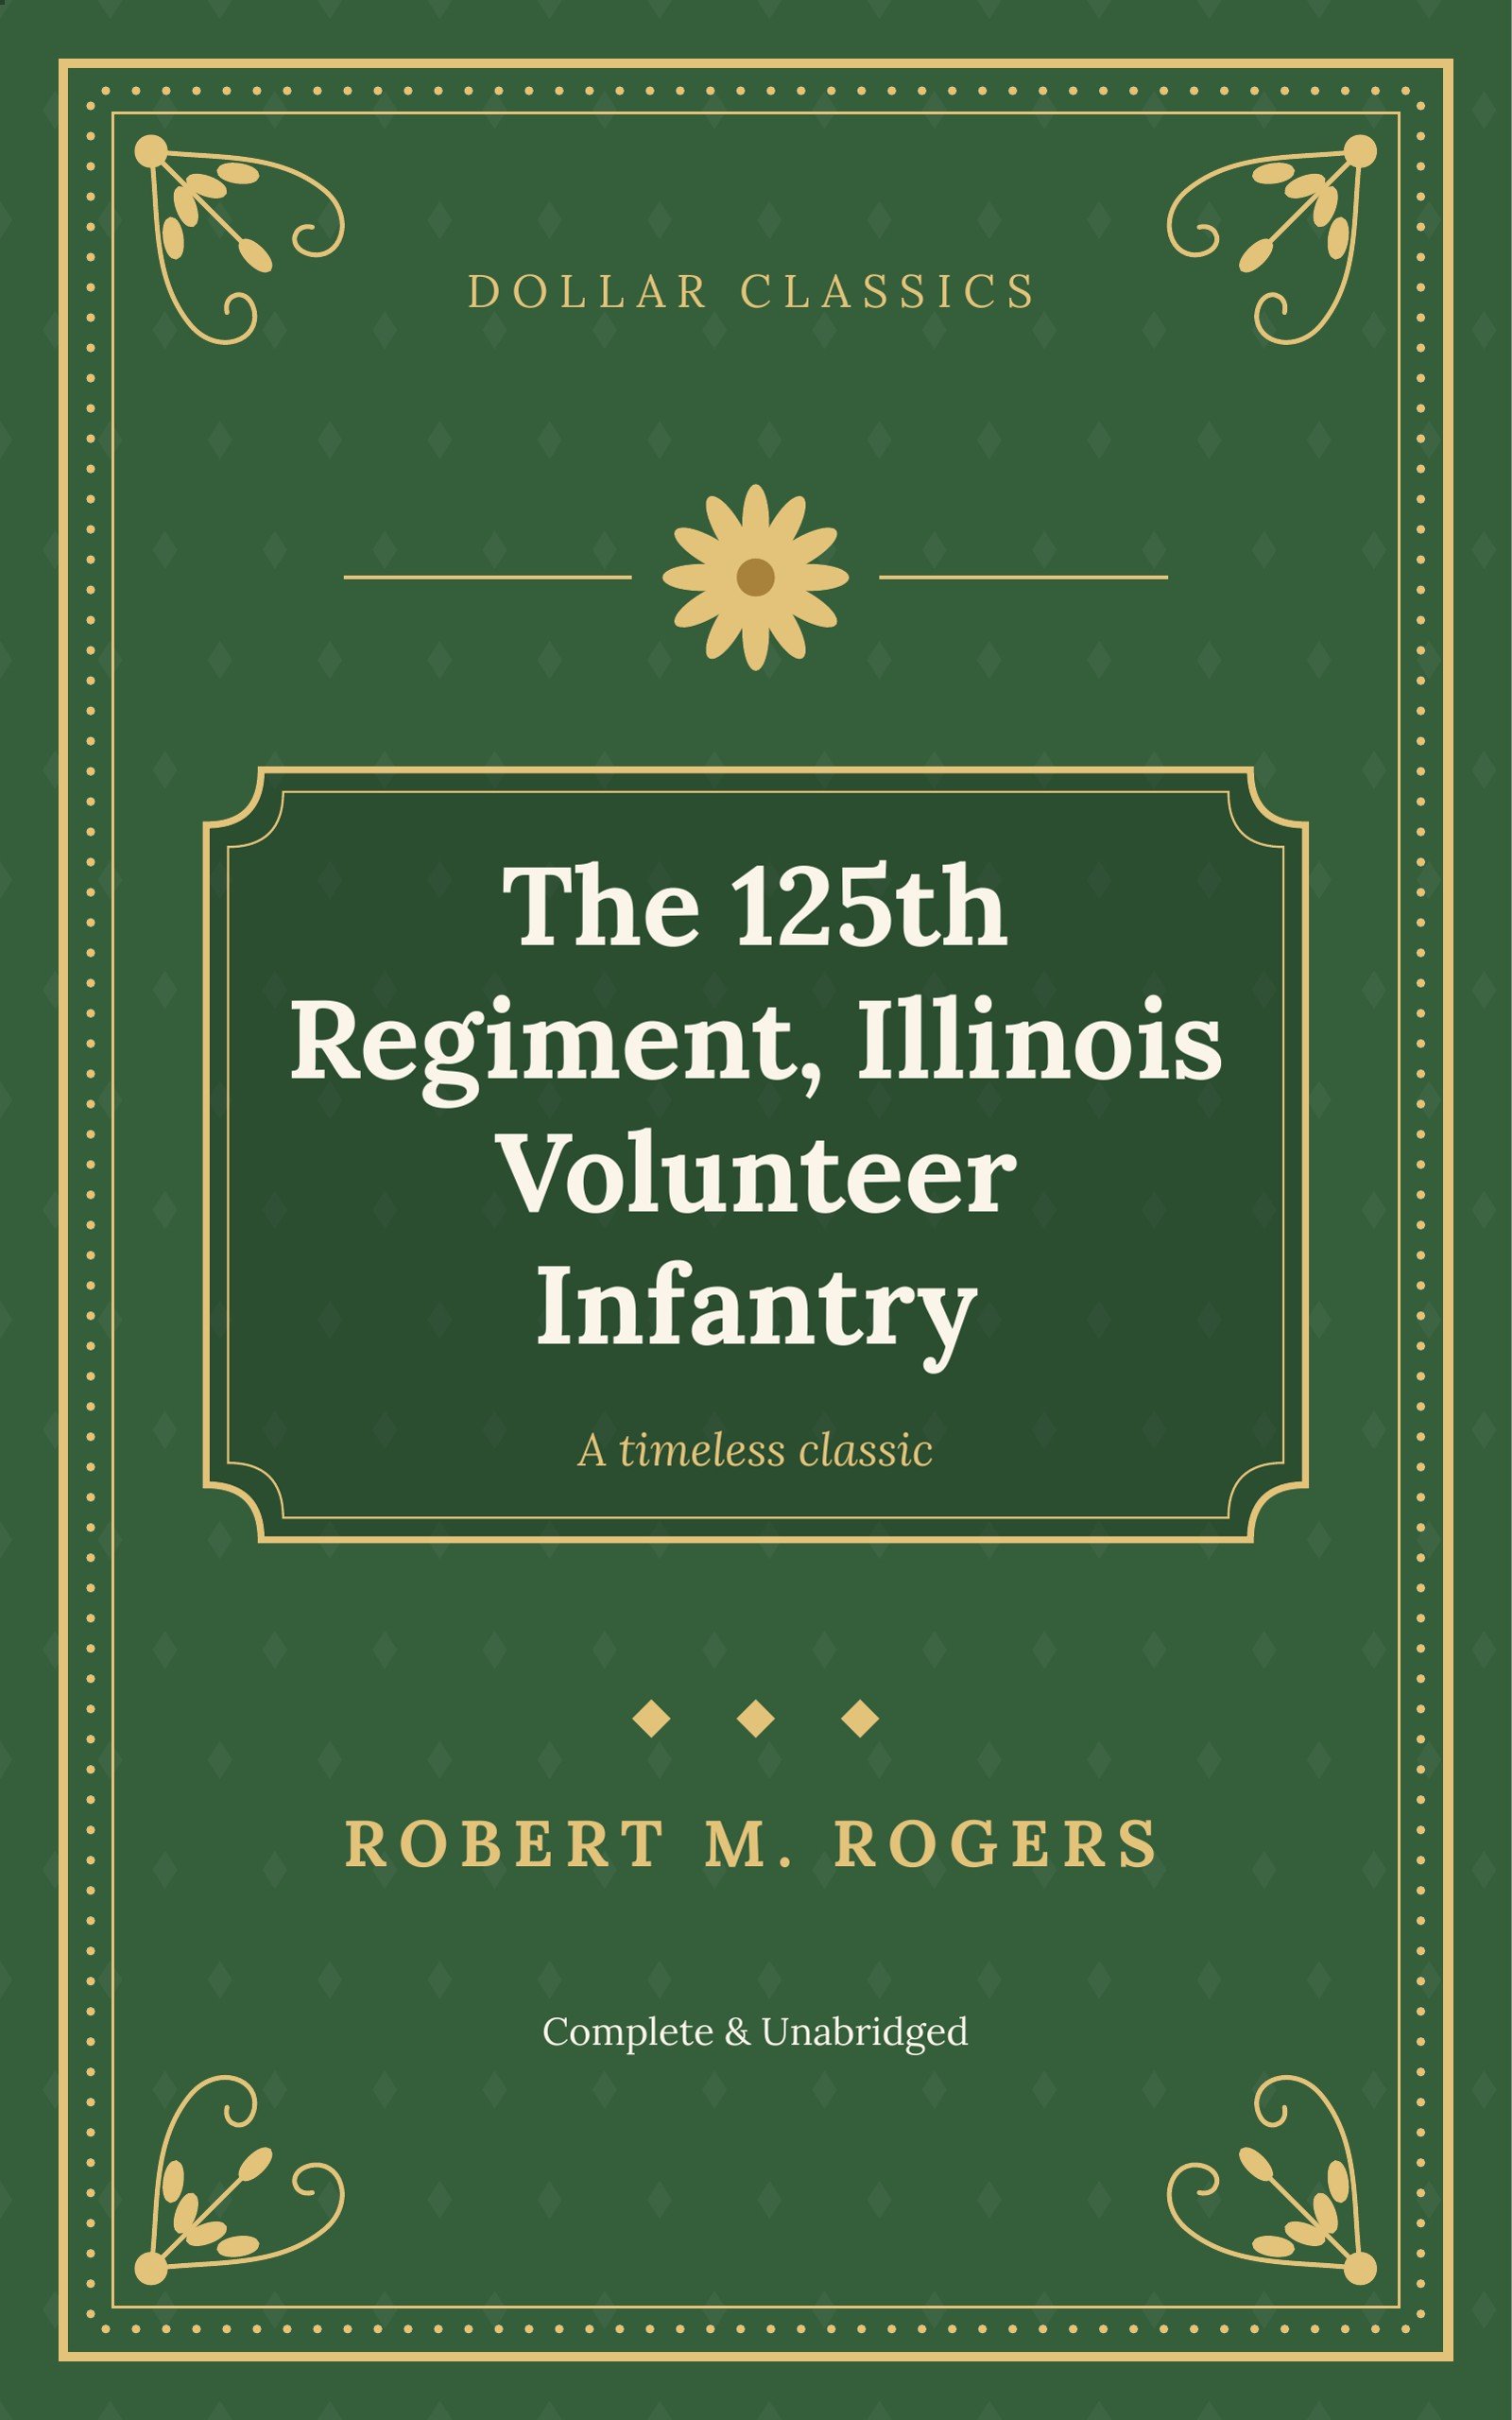 DOLLAR CLASSICS
The 125th
Regiment, Illinois
Volunteer
Infantry
A timeless classic
ROBERT M. ROGERS
Complete & Unabridged